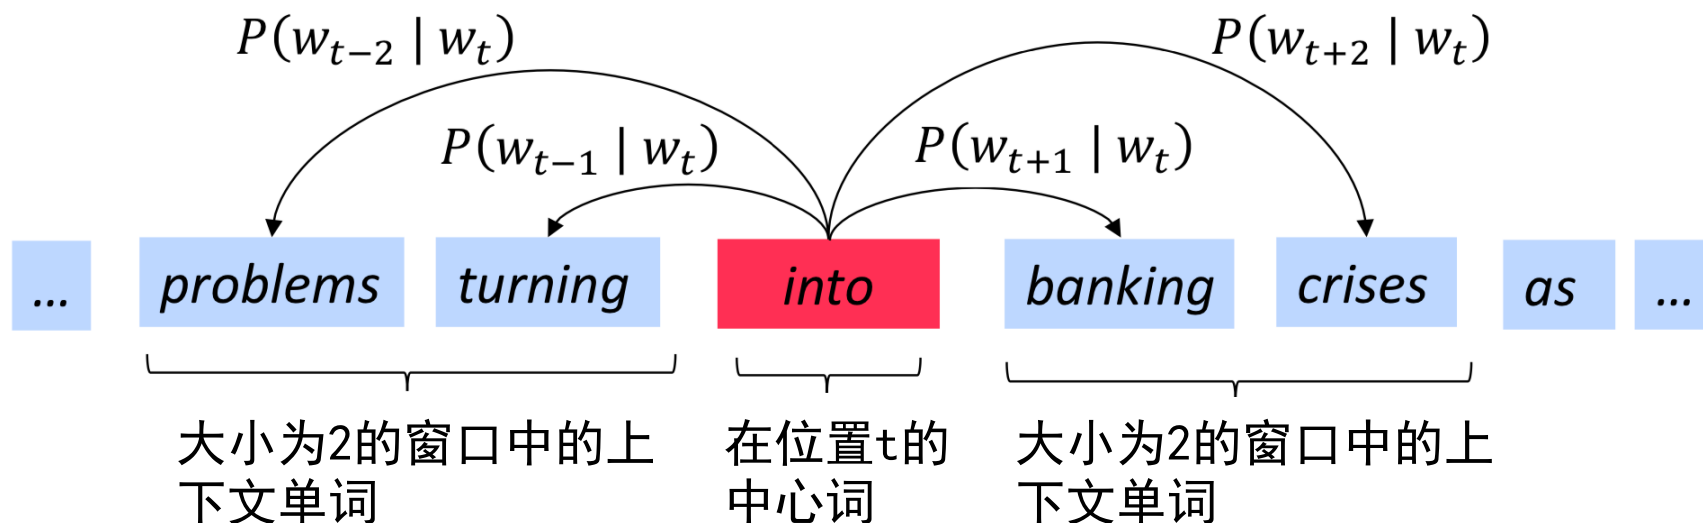 P(w_{t−2} | w_t)
P(w_{t+2} | w_t)
P(w_{t−1} | w_t)
P(w_{t+1} | w_t)
... problems turning into banking crises as ...
大小为2的窗口中的上
下文单词
在位置t的
中心词
大小为2的窗口中的上
下文单词